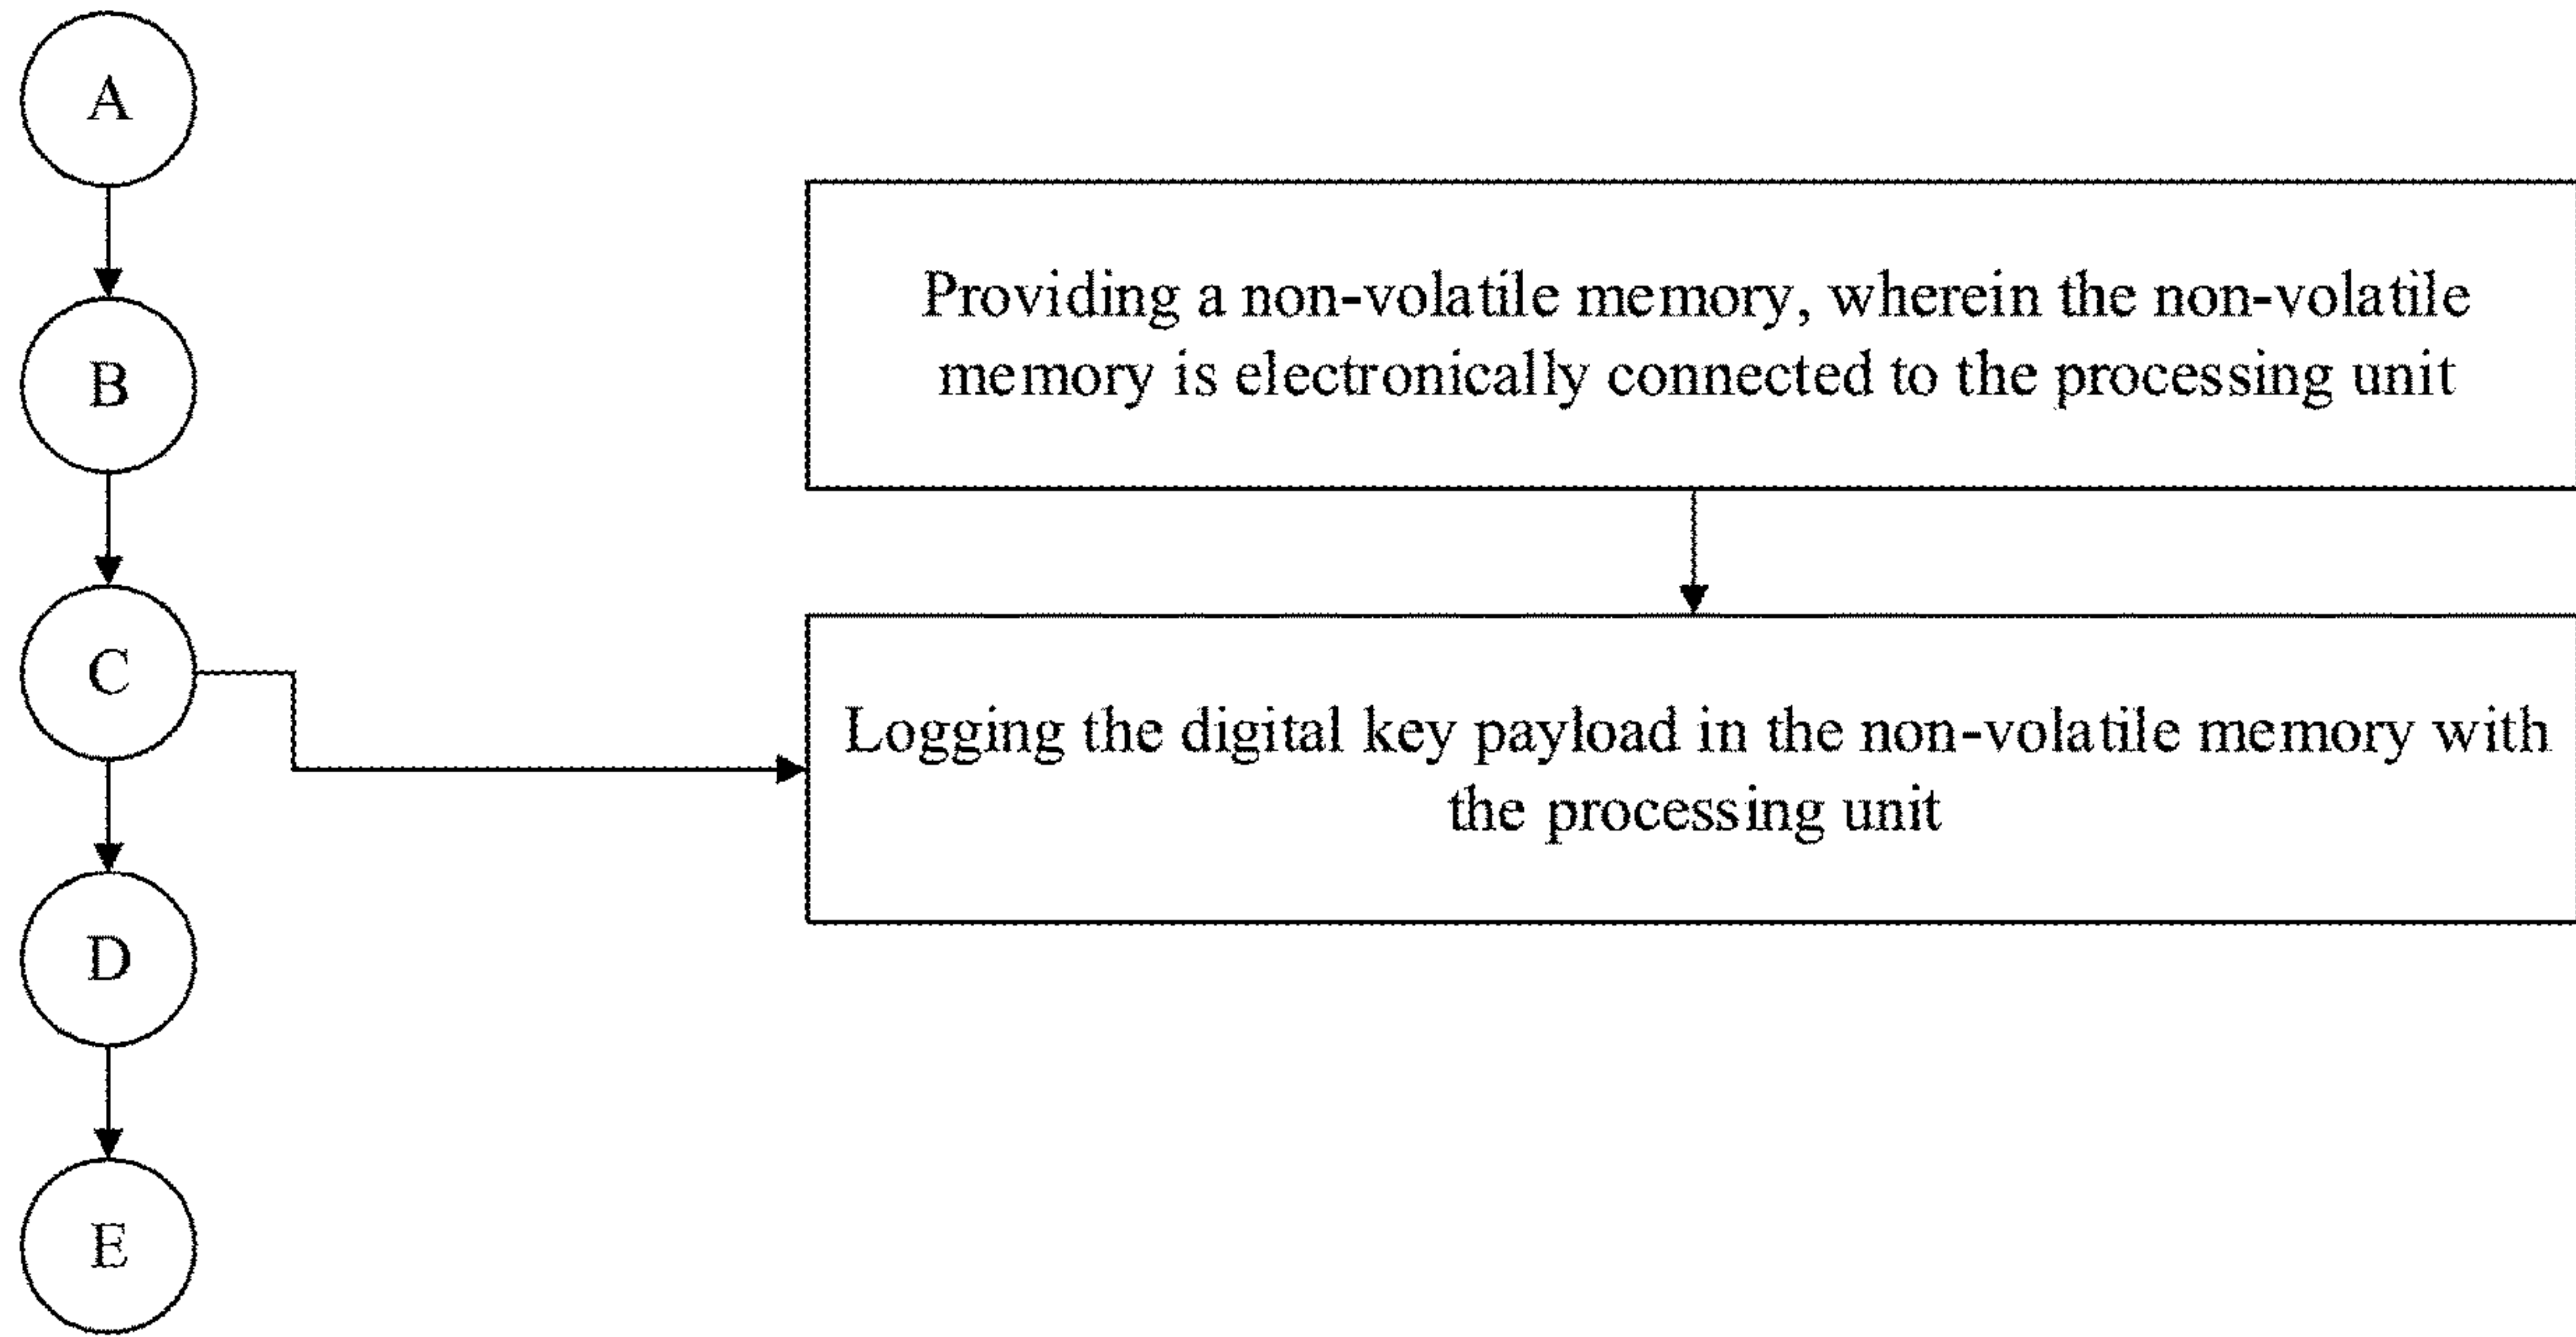 A
B
C
D
E
Providing a non-volatile memory, wherein the non-volatile
memory is electronically connected to the processing unit
Logging the digital key payload in the non-volatile memory with
the processing unit